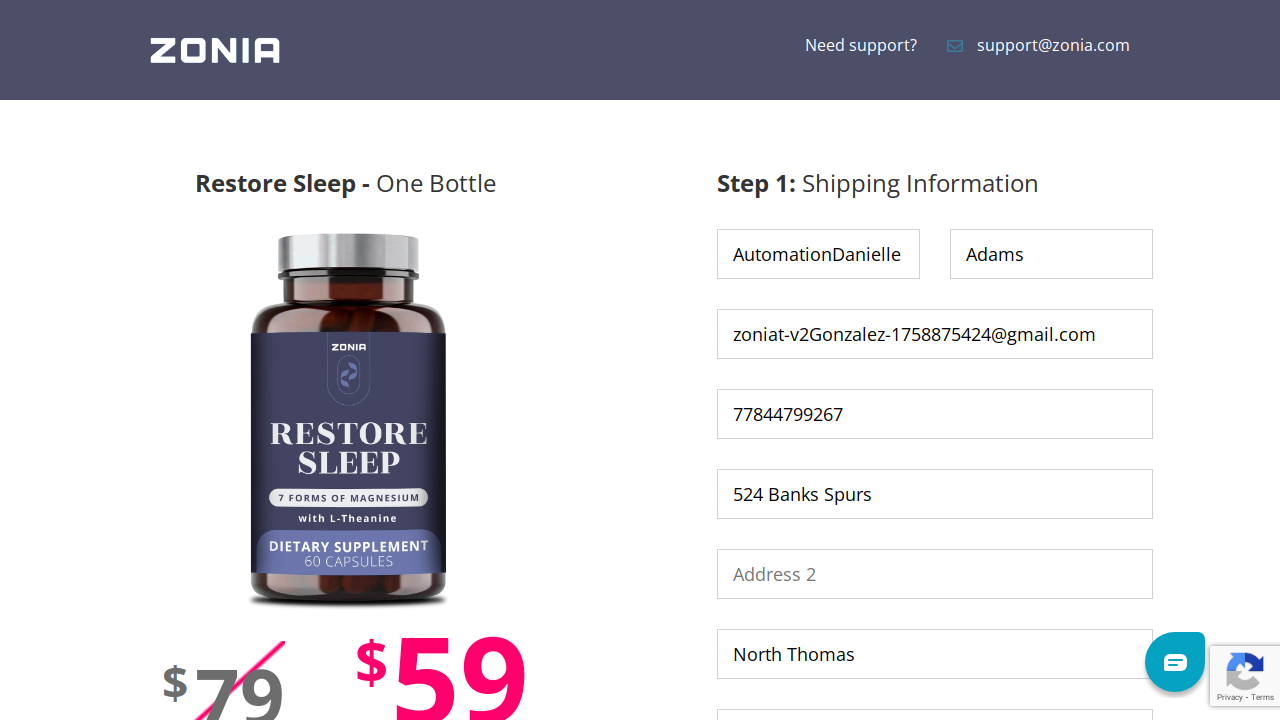 ZONIA
Need support?
support@zonia.com
Restore Sleep - One Bottle
ZONIA
RESTORE
SLEEP
7 FORMS OF MAGNESIUM
with L-Theanine
DIETARY SUPPLEMENT
60 CAPSULES
$79
$59
Step 1: Shipping Information
AutomationDanielle
Adams
zoniat-v2Gonzalez-1758875424@gmail.com
77844799267
524 Banks Spurs
Address 2
North Thomas
Privacy - Terms